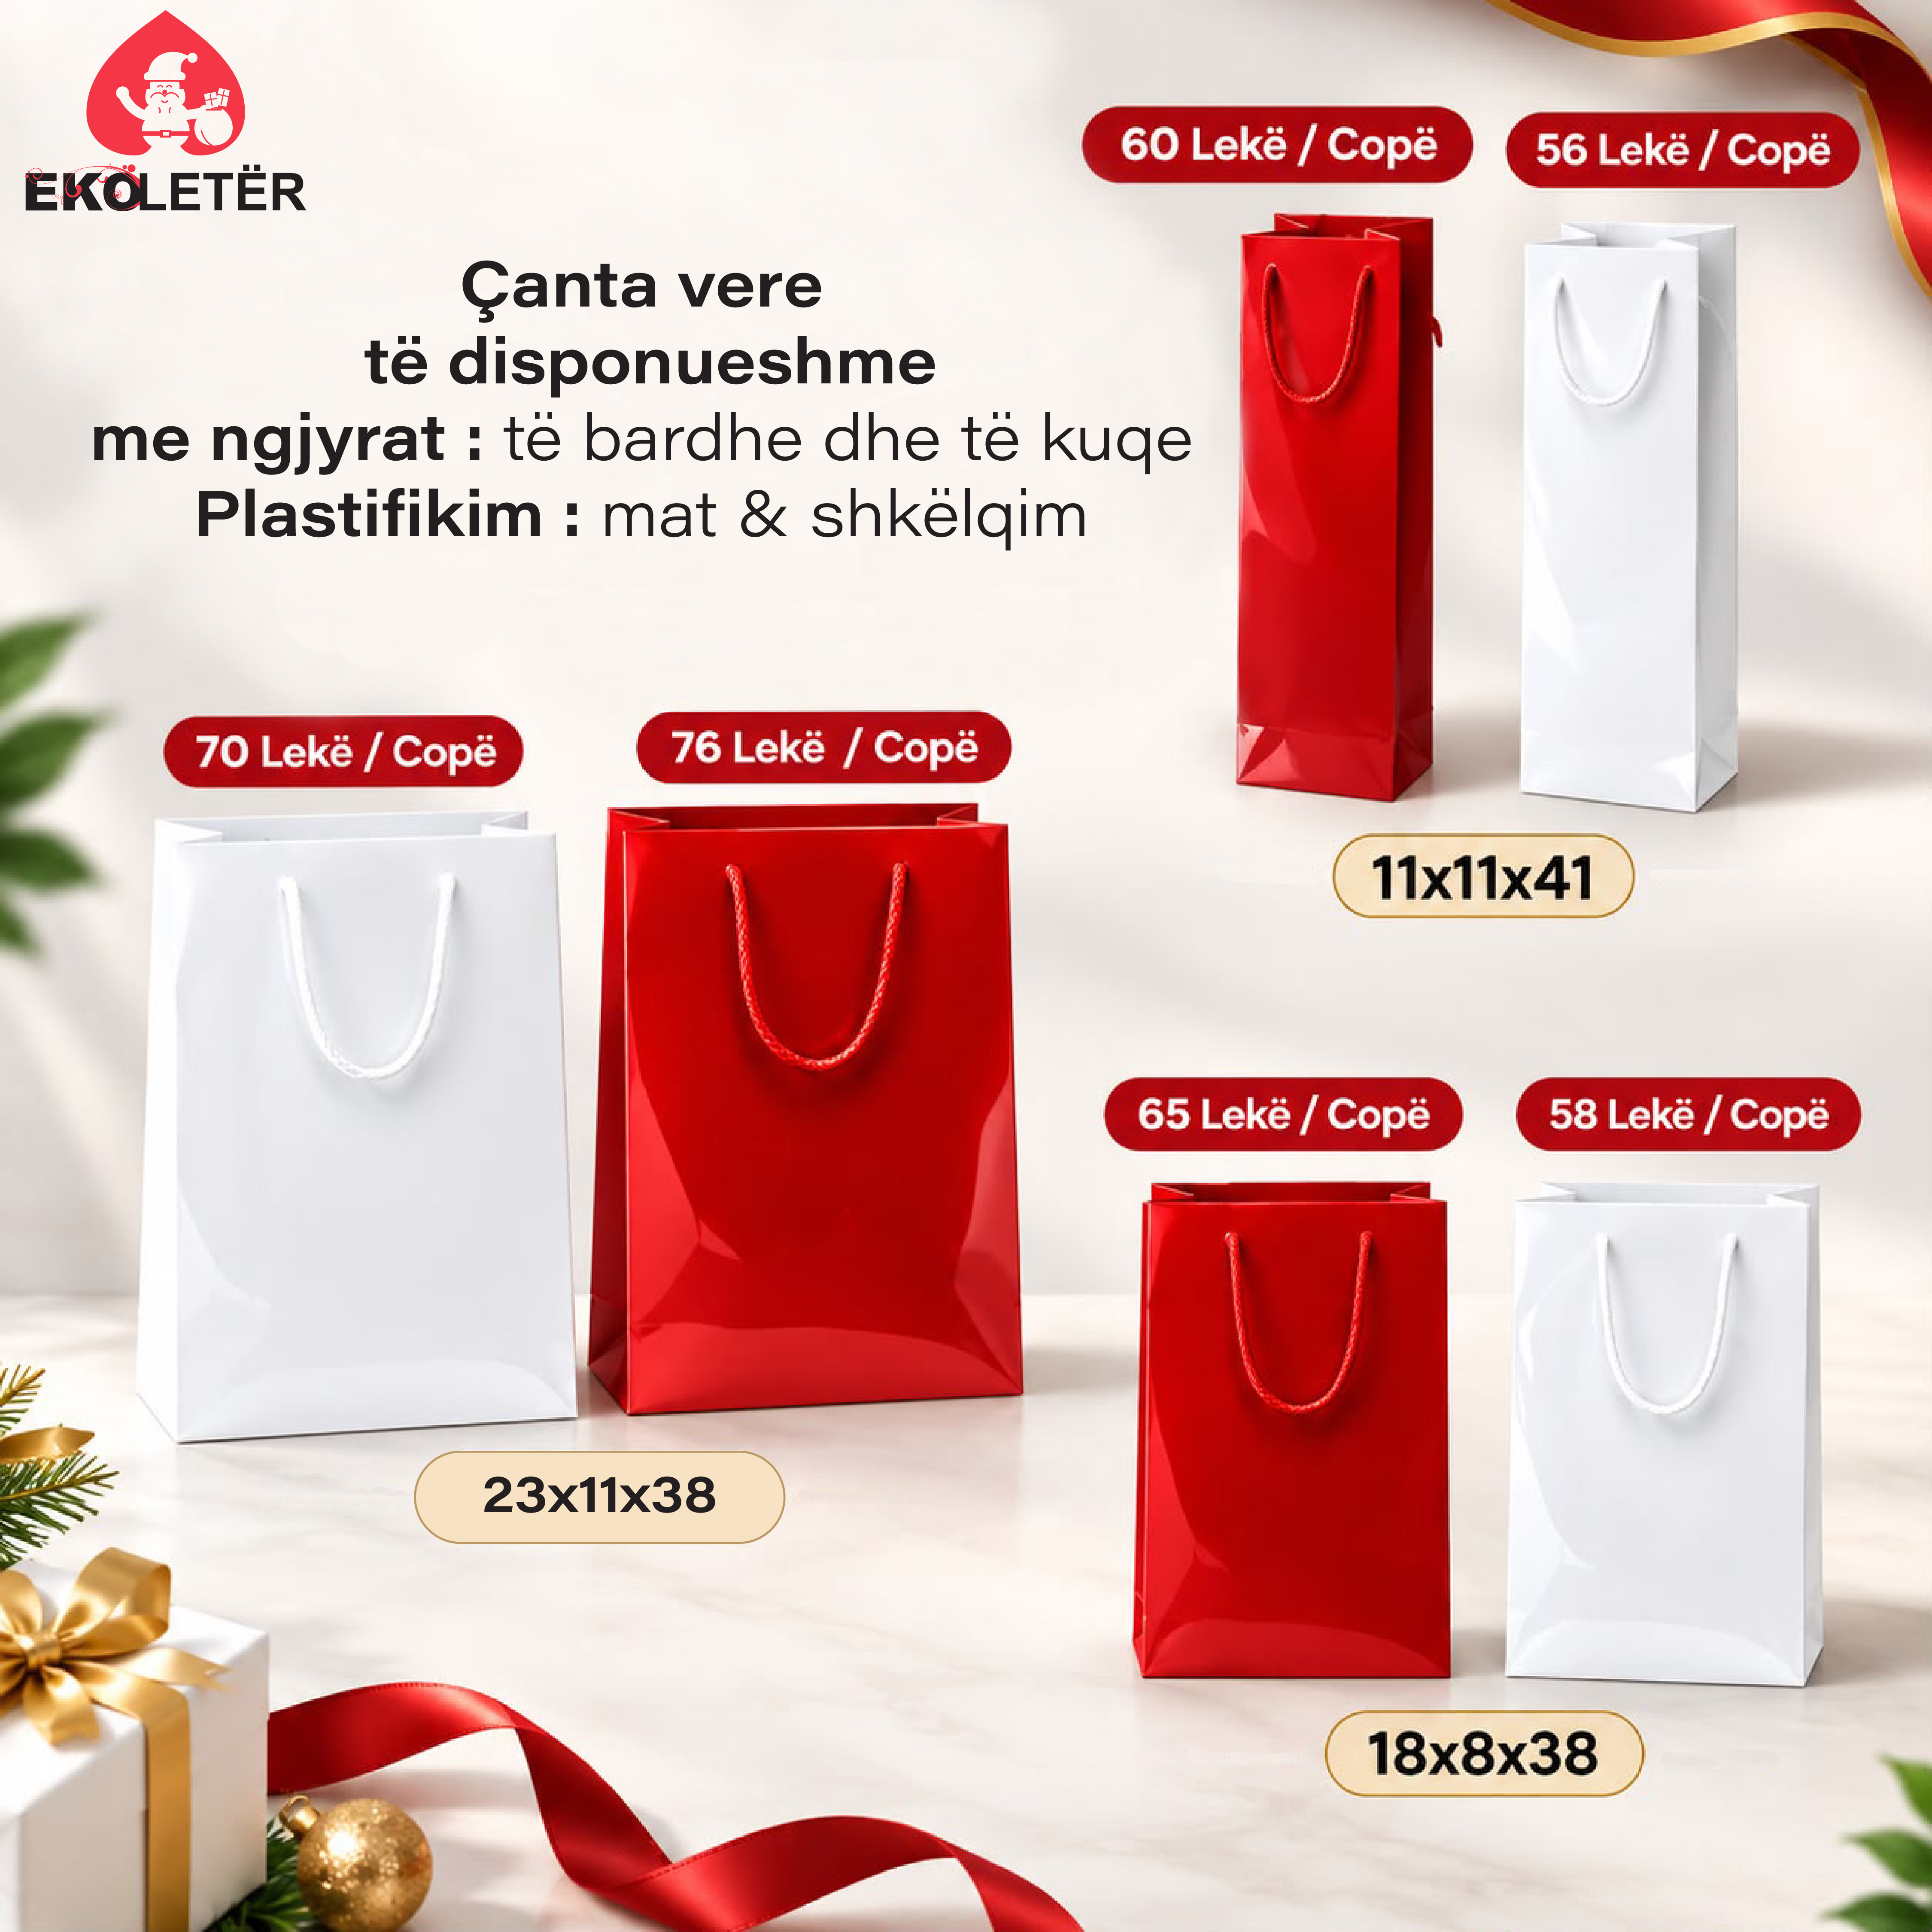 EKOLETËR
Çanta vere
të disponueshme
me ngjyrat : të bardhe dhe të kuqe
Plastifikim : mat & shkëlqim
60 Lekë / Copë
56 Lekë / Copë
11x11x41
70 Lekë / Copë
76 Lekë / Copë
23x11x38
65 Lekë / Copë
58 Lekë / Copë
18x8x38